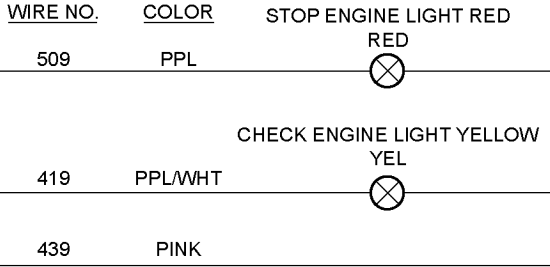 WIRE NO. COLOR STOP ENGINE LIGHT RED
RED
509 PPL
CHECK ENGINE LIGHT YELLOW
YEL
419 PPL/WHT
439 PINK